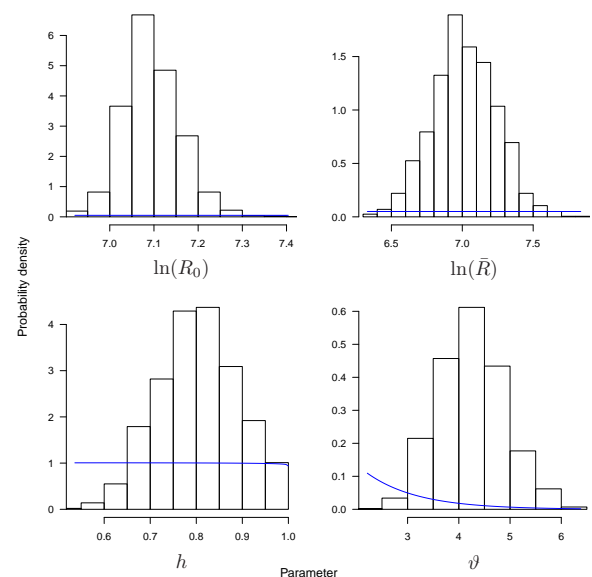 6
5
4
3
2
1
0
7.0 7.1 7.2 7.3 7.4
ln(R₀)
1.5
1.0
0.5
0.0
6.5 7.0 7.5
ln(R̄)
Probability density
4
3
2
1
0
0.6 0.7 0.8 0.9 1.0
h
0.6
0.5
0.4
0.3
0.2
0.1
0.0
3 4 5 6
ϑ
Parameter